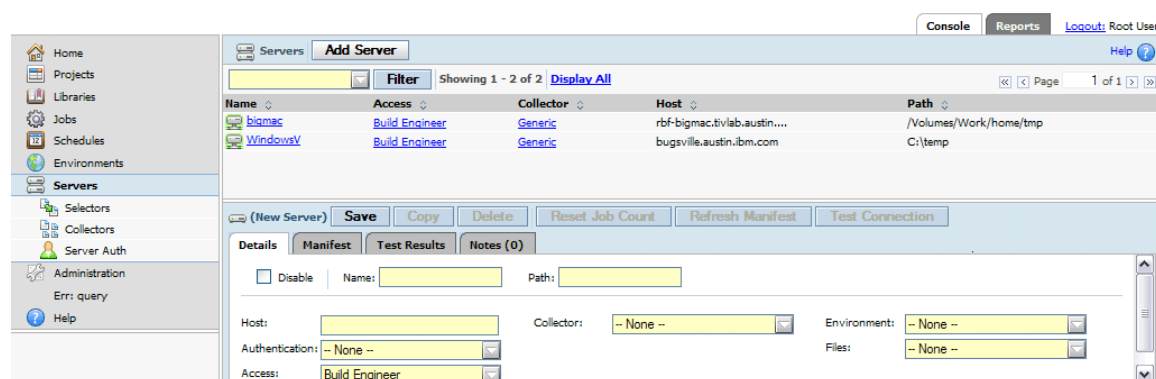 Console Reports Logout: Root User
Home
Projects
Libraries
Jobs
Schedules
Environments
Servers
Selectors
Collectors
Server Auth
Administration
Err: query
Help
Servers Add Server Help
Filter Showing 1 - 2 of 2 Display All Page 1 of 1
Name Access Collector Host Path
bigmac Build Engineer Generic rbf-bigmac.tivlab.austin.... /Volumes/Work/home/tmp
WindowsV Build Engineer Generic bugsville.austin.ibm.com C:\temp
(New Server) Save Copy Delete Reset Job Count Refresh Manifest Test Connection
Details Manifest Test Results Notes (0)
Disable Name: Path:
Host: Collector: -- None -- Environment: -- None --
Authentication: -- None -- Files: -- None --
Access: Build Engineer